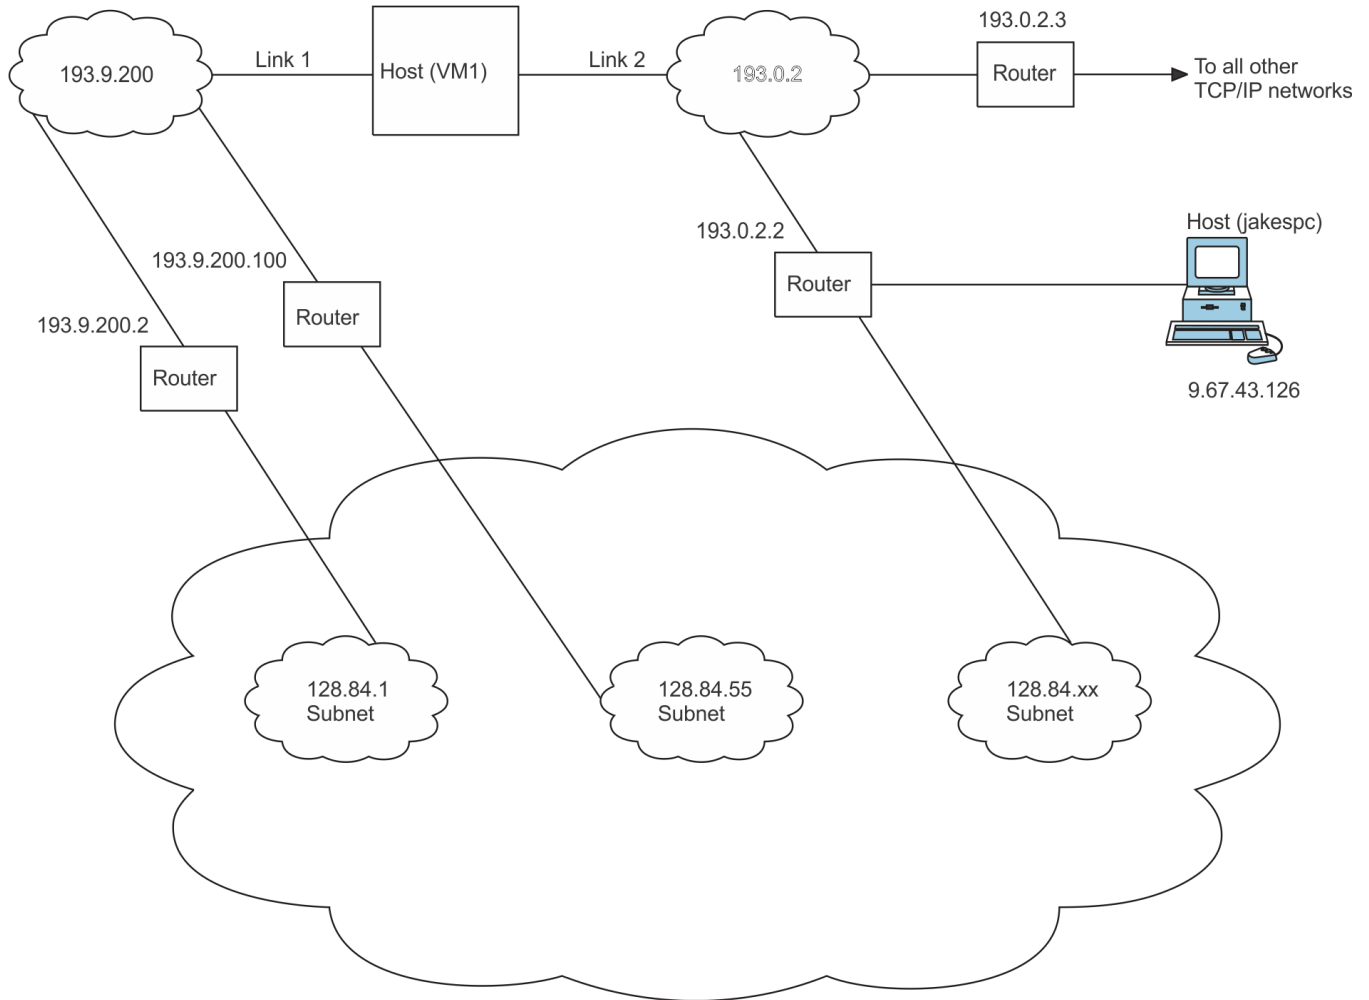 193.0.2.3
193.9.200
Link 1
Host (VM1)
Link 2
193.0.2
Router
To all other
TCP/IP networks
193.0.2.2
Host (jakespc)
193.9.200.100
Router
Router
193.9.200.2
Router
9.67.43.126
128.84.1
Subnet
128.84.55
Subnet
128.84.xx
Subnet